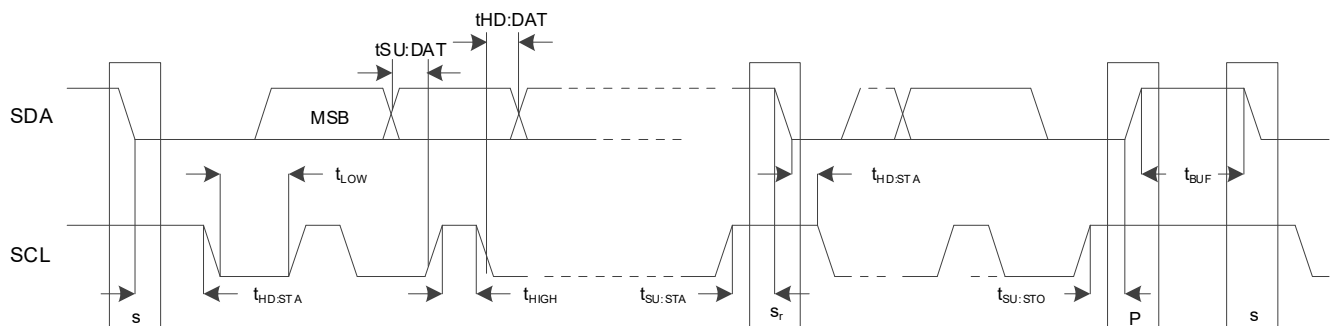 tHD:DAT
tSU:DAT
SDA
MSB
tLOW
tHD:STA
tBUF
SCL
tHD:STA
tHIGH
tSU:STA
tSU:STO
s
sr
P
s